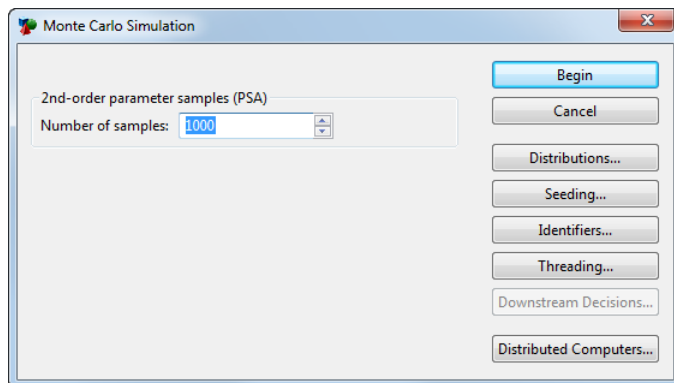 Monte Carlo Simulation
2nd-order parameter samples (PSA)
Number of samples: 1000
Begin
Cancel
Distributions...
Seeding...
Identifiers...
Threading...
Downstream Decisions...
Distributed Computers...